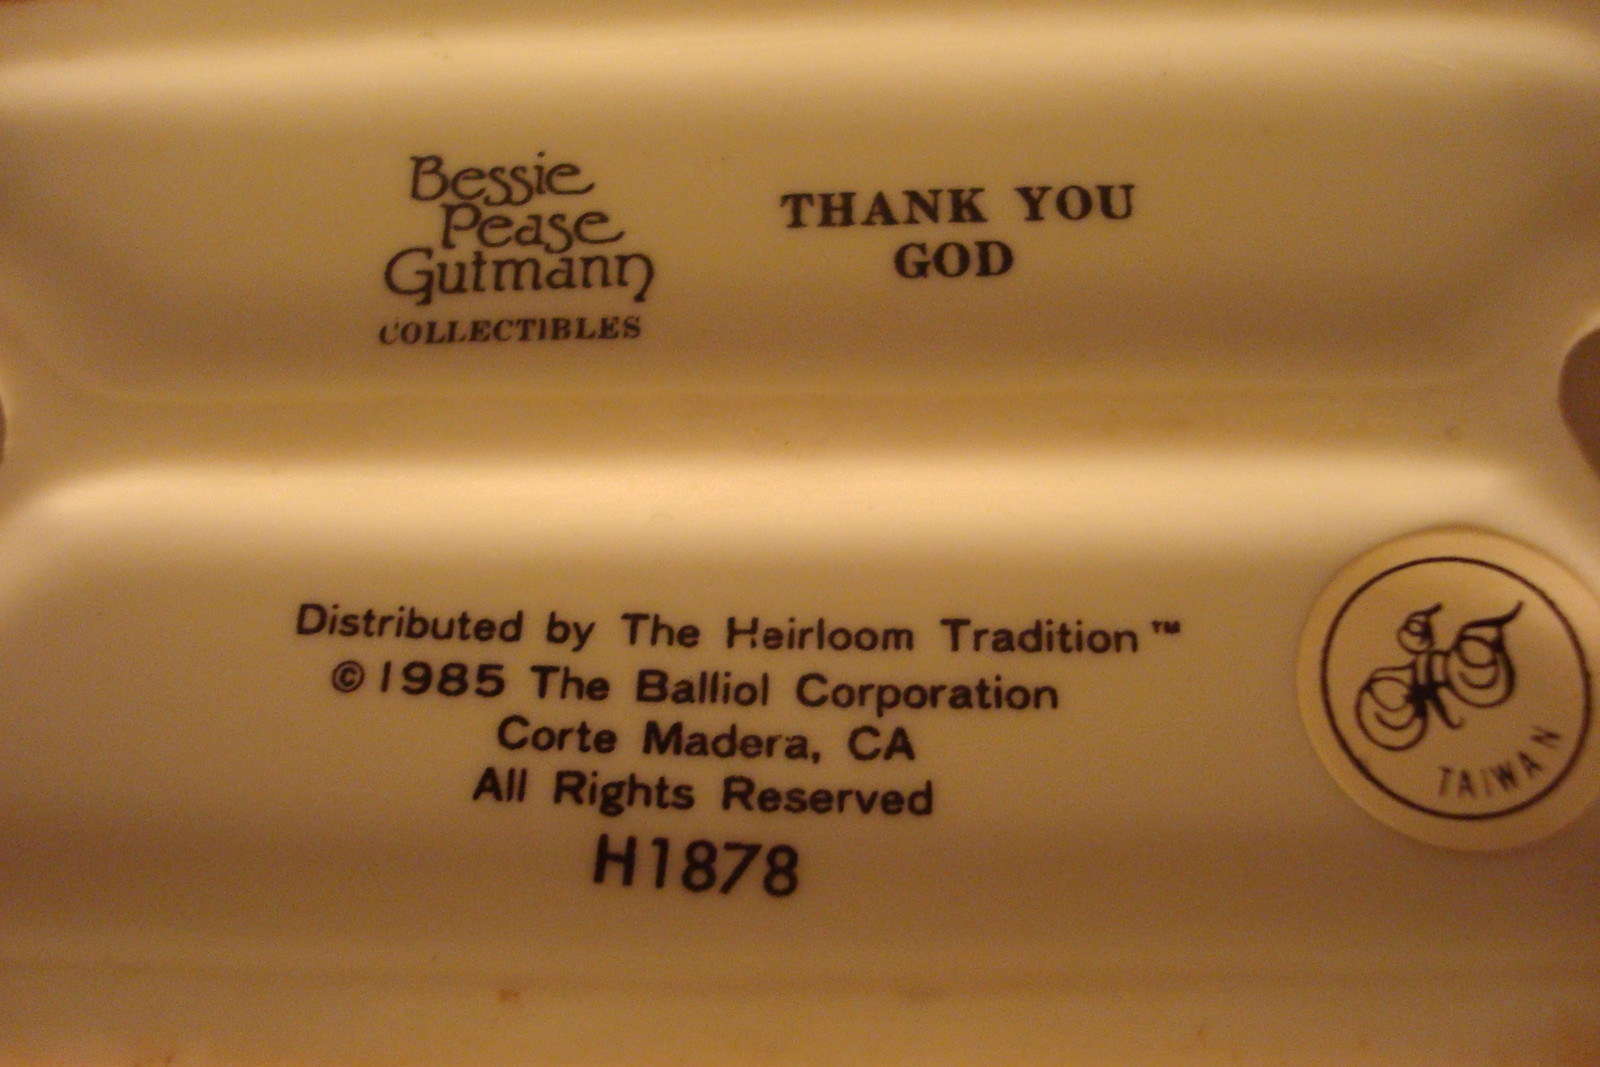 Bessie
Pease
Gutmann
COLLECTIBLES
THANK YOU
GOD
Distributed by The Heirloom Tradition™
©1985 The Balliol Corporation
Corte Madera, CA
All Rights Reserved
H1878
TAIWAN